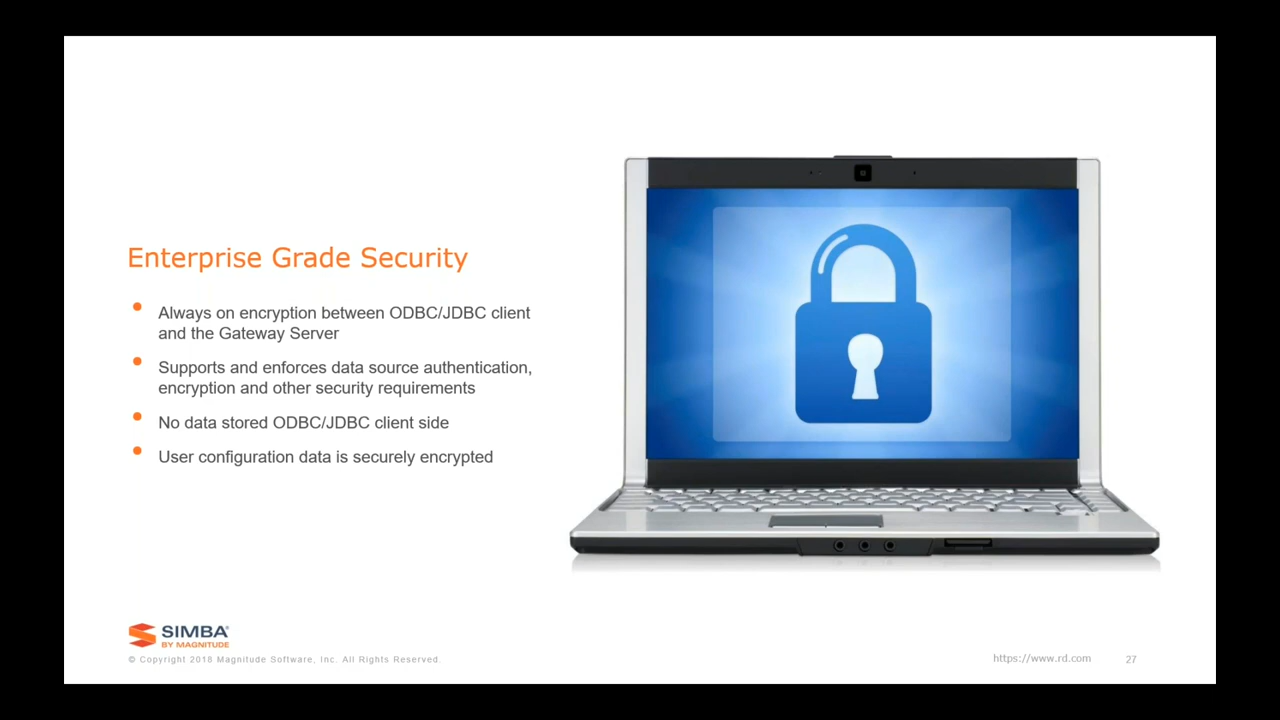 Enterprise Grade Security
• Always on encryption between ODBC/JDBC client
and the Gateway Server
• Supports and enforces data source authentication,
encryption and other security requirements
• No data stored ODBC/JDBC client side
• User configuration data is securely encrypted
SIMBA
BY MAGNITUDE
© Copyright 2018 Magnitude Software, Inc. All Rights Reserved.
https://www.rd.com 27